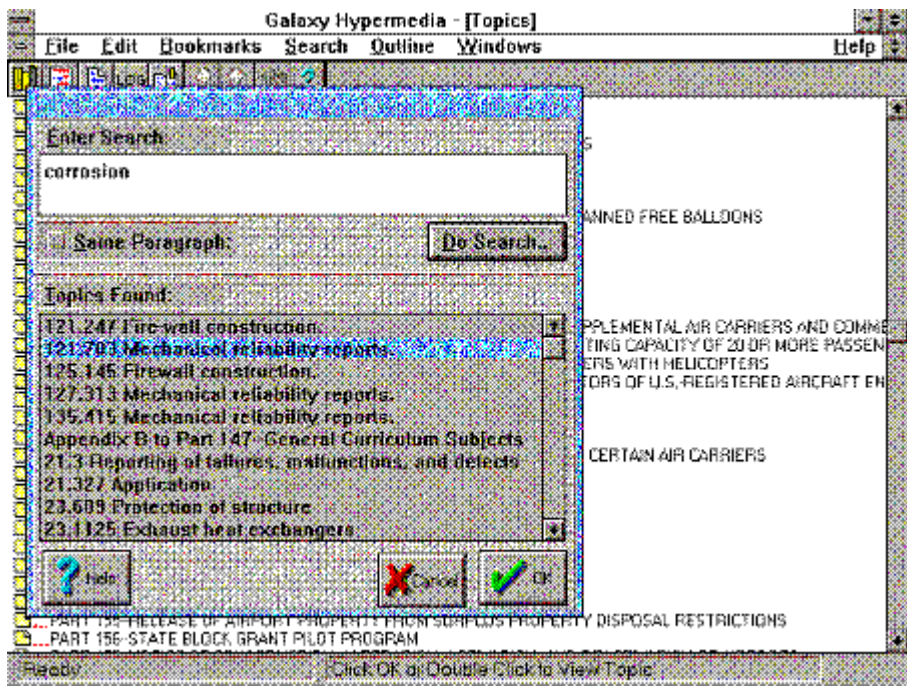 Galaxy Hypermedia - [Topics]
File Edit Bookmarks Search Outline Windows Help
LOG
Enter Search
corrosion
S
ANNED FREE BALLOONS
Same Paragraph:
Do Search..
Topics Found:
121.247 Fire wall construction.
PPLEMENTAL AIR CARRIERS AND COMME
121.703 Mechanical reliability reports.
TING CAPACITY OF 20 OR MORE PASSEN
125.145 Firewall construction.
ERS WITH HELICOPTERS
127.313 Mechanical reliability reports.
TORS OF U.S.-REGISTERED AIRCRAFT EN
135.415 Mechanical reliability reports.
Appendix B to Part 147--General Curriculum Subjects
21.3 Reporting of failures, malfunctions, and defects
CERTAIN AIR CARRIERS
21.327 Application
23.609 Protection of structure
23.1125 Exhaust heat exchangers
Help
Cancel
OK
PART 155--RELEASE OF AIRPORT PROPERTY FROM SURPLUS PROPERTY DISPOSAL RESTRICTIONS
PART 156--STATE BLOCK GRANT PILOT PROGRAM
Ready
Click OK or Double Click to View Topic